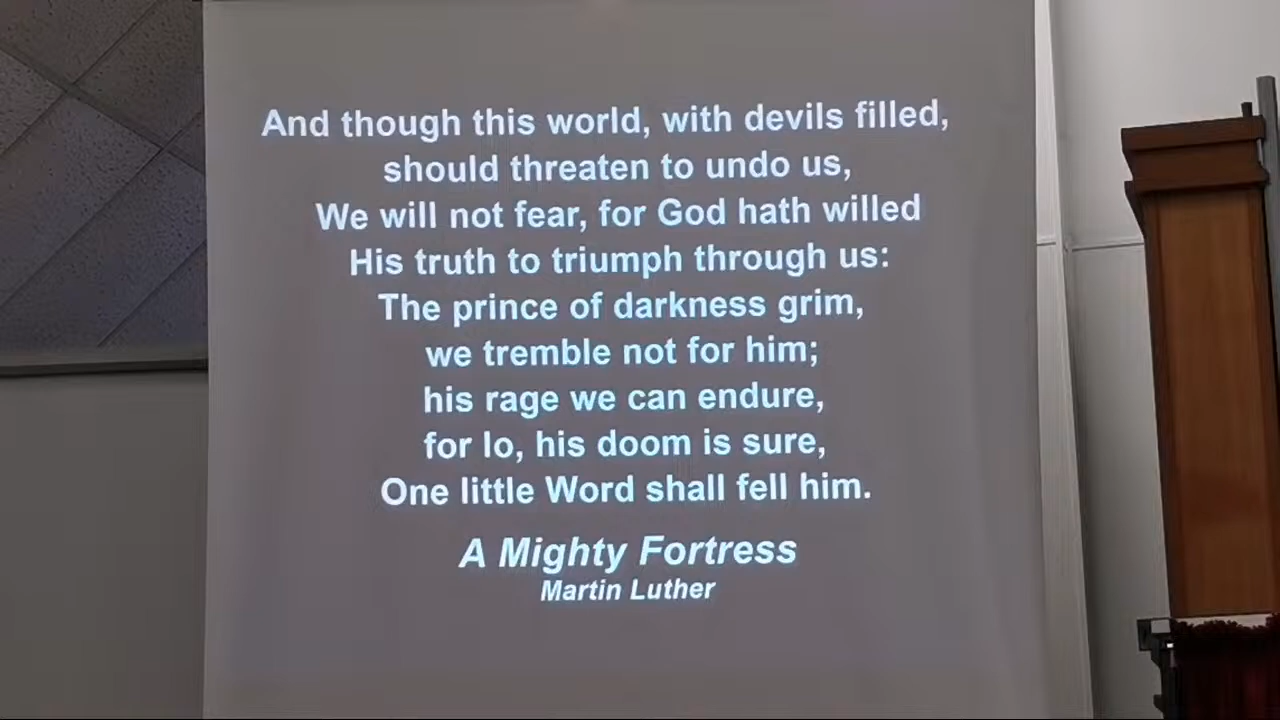 And though this world, with devils filled,
should threaten to undo us,
We will not fear, for God hath willed
His truth to triumph through us:
The prince of darkness grim,
we tremble not for him;
his rage we can endure,
for lo, his doom is sure,
One little Word shall fell him.
A Mighty Fortress
Martin Luther